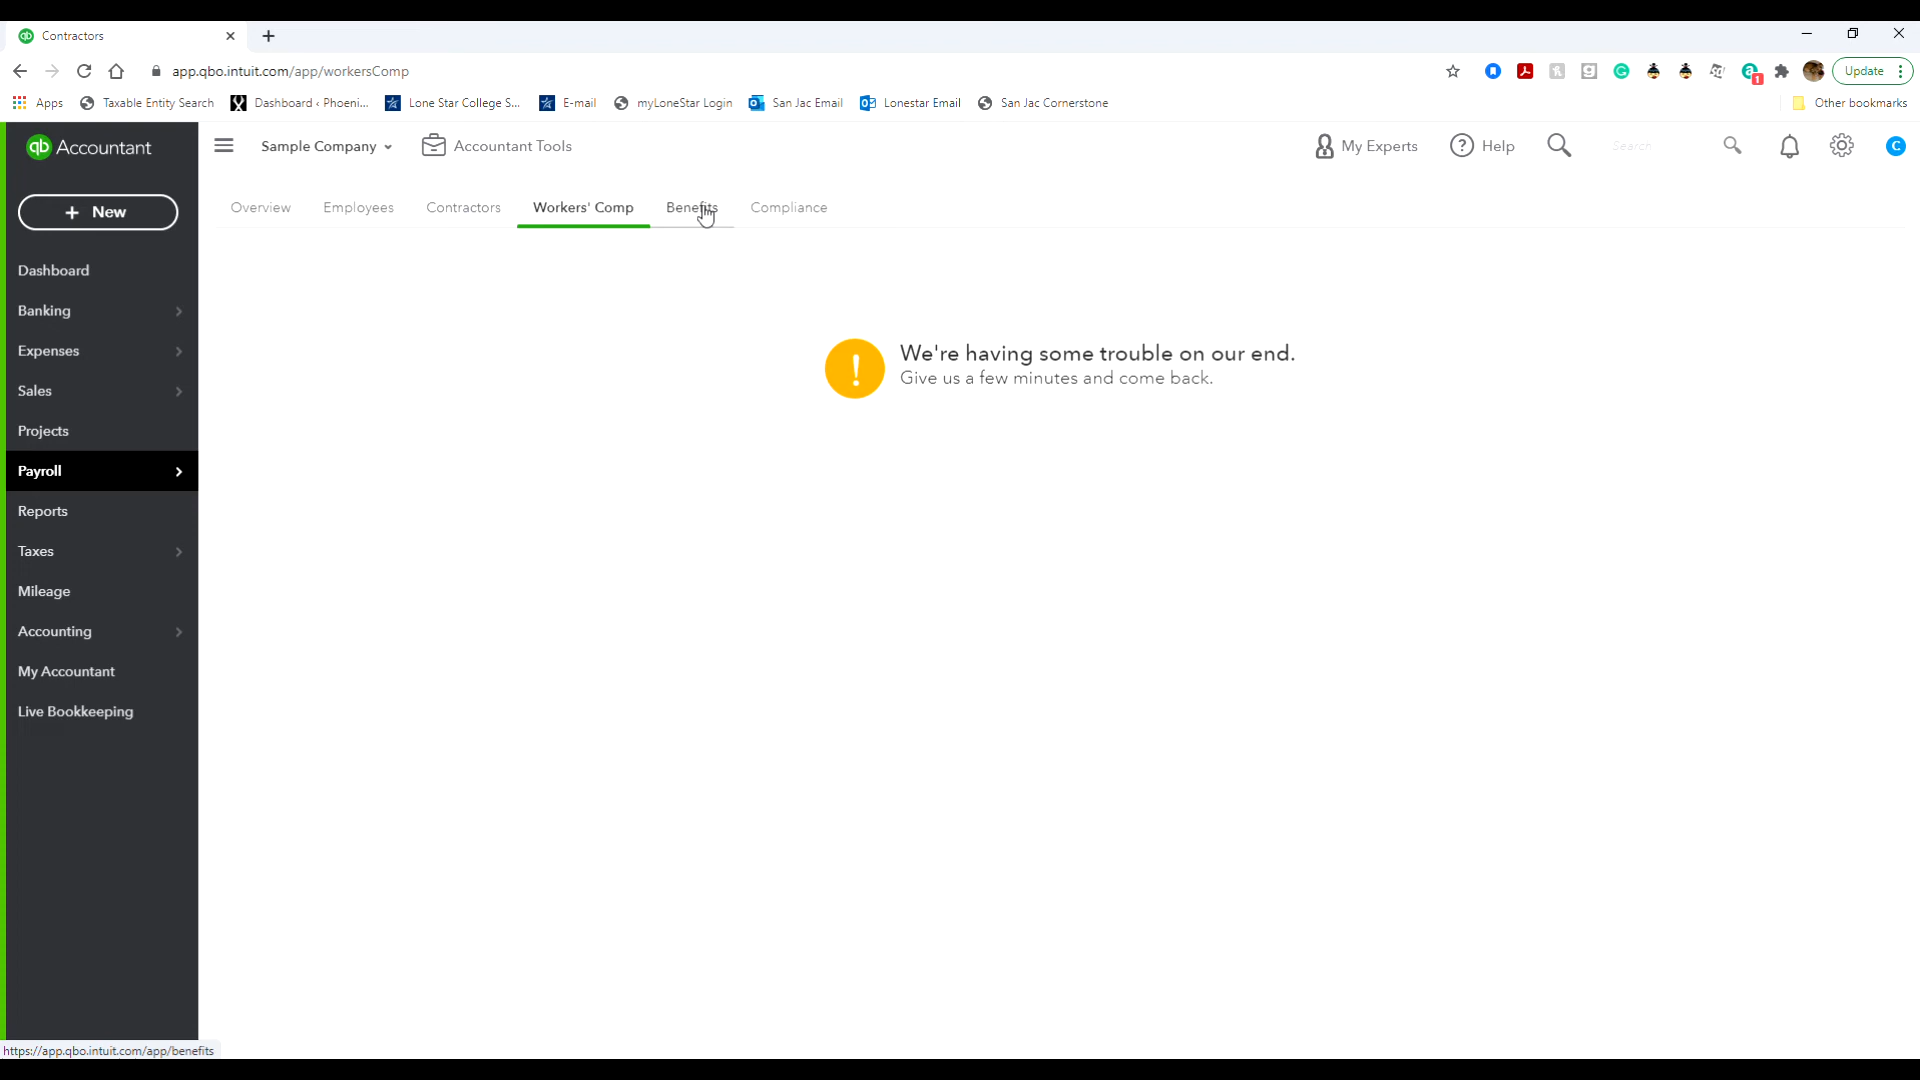 Contractors
app.qbo.intuit.com/app/workersComp
Update
Apps
Taxable Entity Search
Dashboard ‹ Phoeni...
Lone Star College S...
E-mail
myLoneStar Login
San Jac Email
Lonestar Email
San Jac Cornerstone
Other bookmarks
qb Accountant
Sample Company
Accountant Tools
My Experts
? Help
Search
C
+ New
Overview
Employees
Contractors
Workers' Comp
Benefits
Compliance
Dashboard
Banking
Expenses
Sales
Projects
Payroll
Reports
Taxes
Mileage
Accounting
My Accountant
Live Bookkeeping
! We're having some trouble on our end.
Give us a few minutes and come back.
https://app.qbo.intuit.com/app/benefits